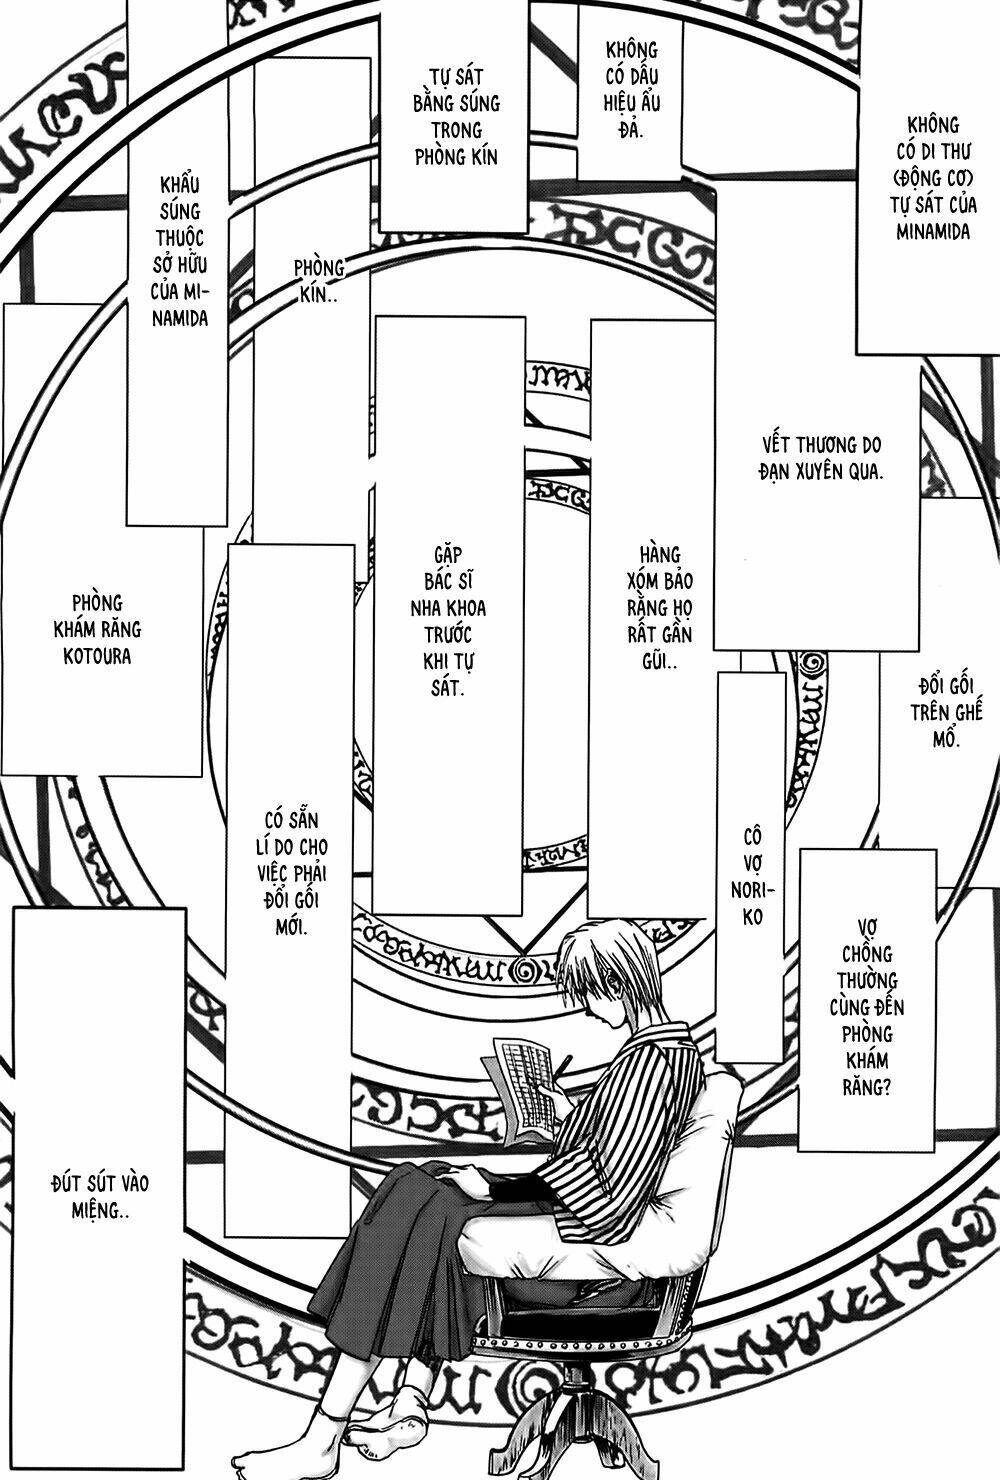 KHÔNG
CÓ DI THƯ
(ĐỘNG CƠ)
TỰ SÁT CỦA
MINAMIDA
KHÔNG
CÓ DẤU
HIỆU ẨU
ĐẢ.
TỰ SÁT
BẰNG SÚNG
TRONG
PHÒNG KÍN
PHÒNG
KÍN..
KHẨU
SÚNG
THUỘC
SỞ HỮU
CỦA MI-
NAMIDA
VẾT THƯƠNG DO
ĐẠN XUYÊN QUA.
HÀNG
XÓM BẢO
RẰNG HỌ
RẤT GẦN
GŨI..
GẶP
BÁC SĨ
NHA KHOA
TRƯỚC
KHI TỰ
SÁT.
PHÒNG
KHÁM RĂNG
KOTOURA
ĐỔI GỐI
TRÊN GHẾ
MỔ.
CÔ
VỢ
NORI-
KO
CÓ SẴN
LÍ DO CHO
VIỆC PHẢI
ĐỔI GỐI
MỚI.
VỢ
CHỒNG
THƯỜNG
CÙNG ĐẾN
PHÒNG
KHÁM
RĂNG?
ĐÚT SÚT VÀO
MIỆNG..